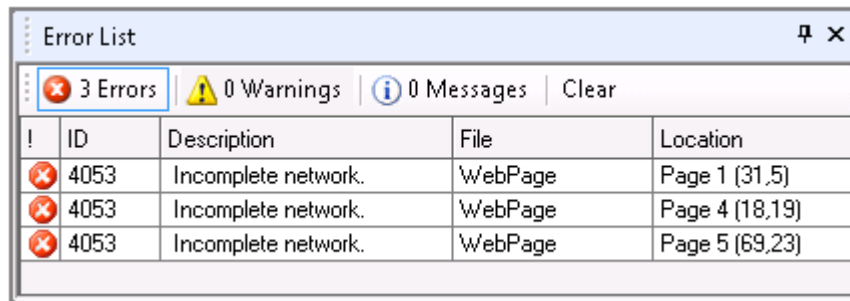 Error List
3 Errors 0 Warnings 0 Messages Clear
! ID Description File Location
4053 Incomplete network. WebPage Page 1 (31,5)
4053 Incomplete network. WebPage Page 4 (18,19)
4053 Incomplete network. WebPage Page 5 (69,23)